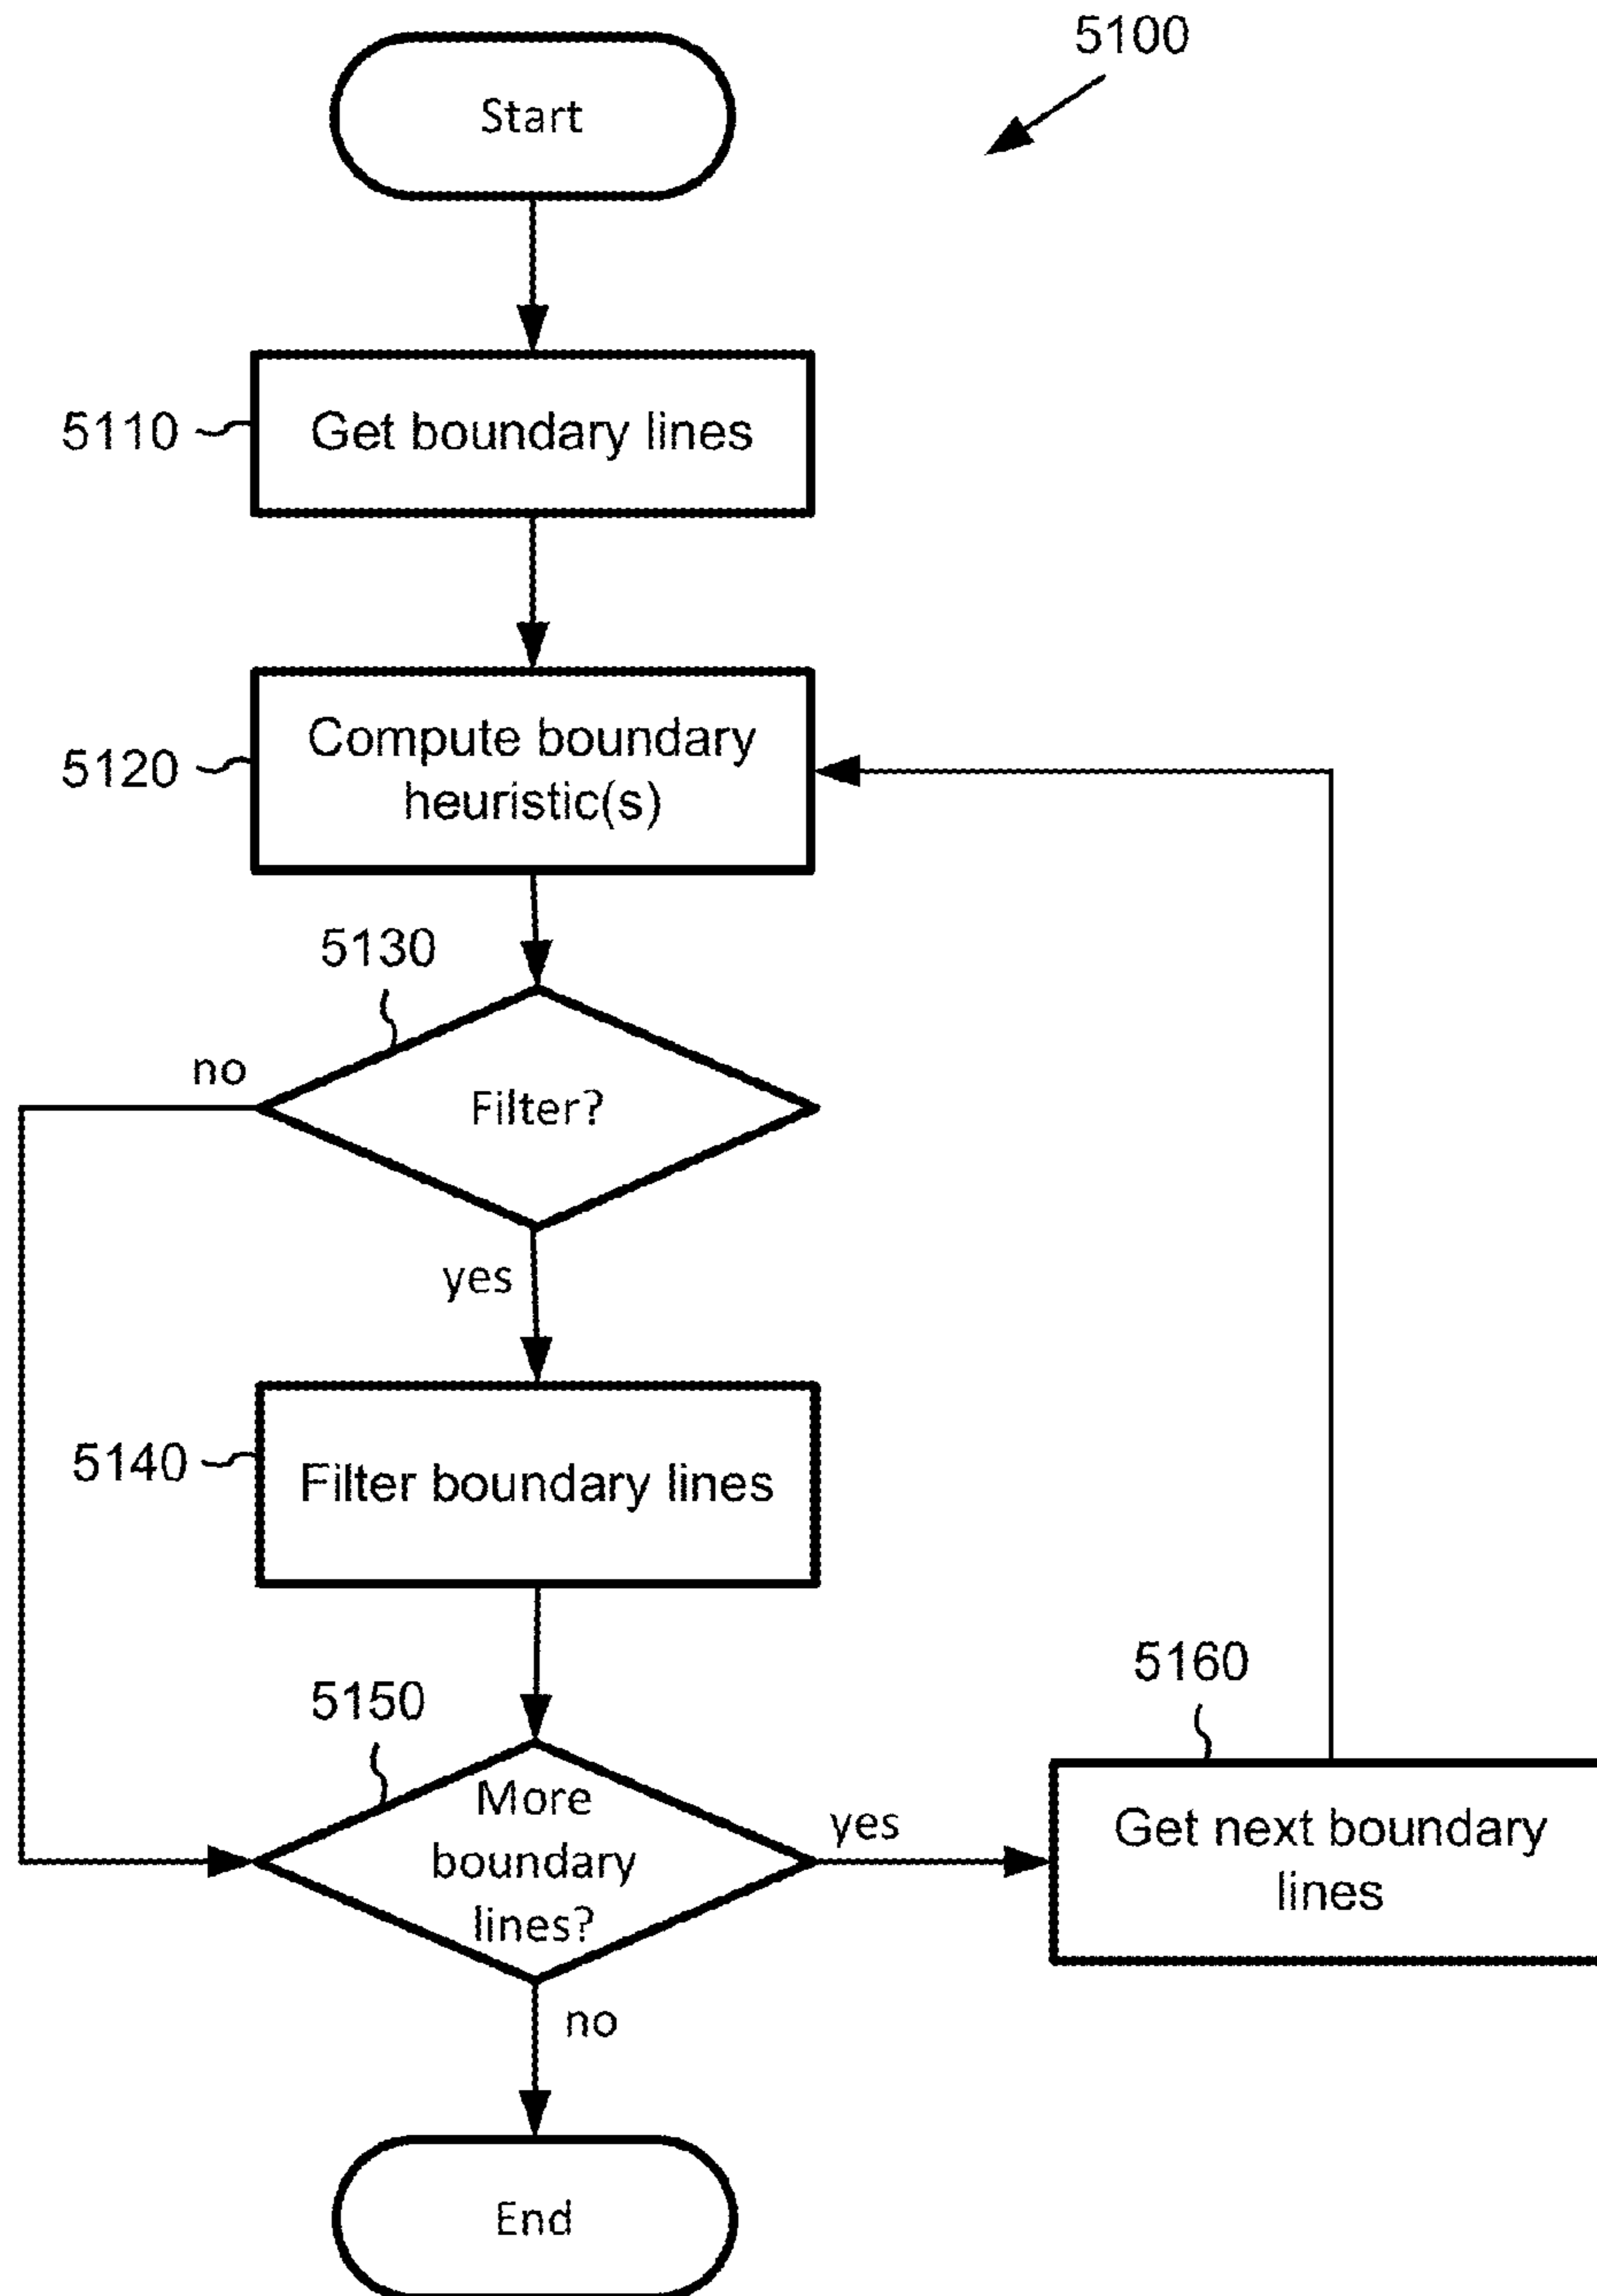 5100
Start
5110
Get boundary lines
5120
Compute boundary
heuristic(s)
5130
no
Filter?
yes
5140
Filter boundary lines
5150
More
boundary
lines?
yes
5160
Get next boundary
lines
no
End